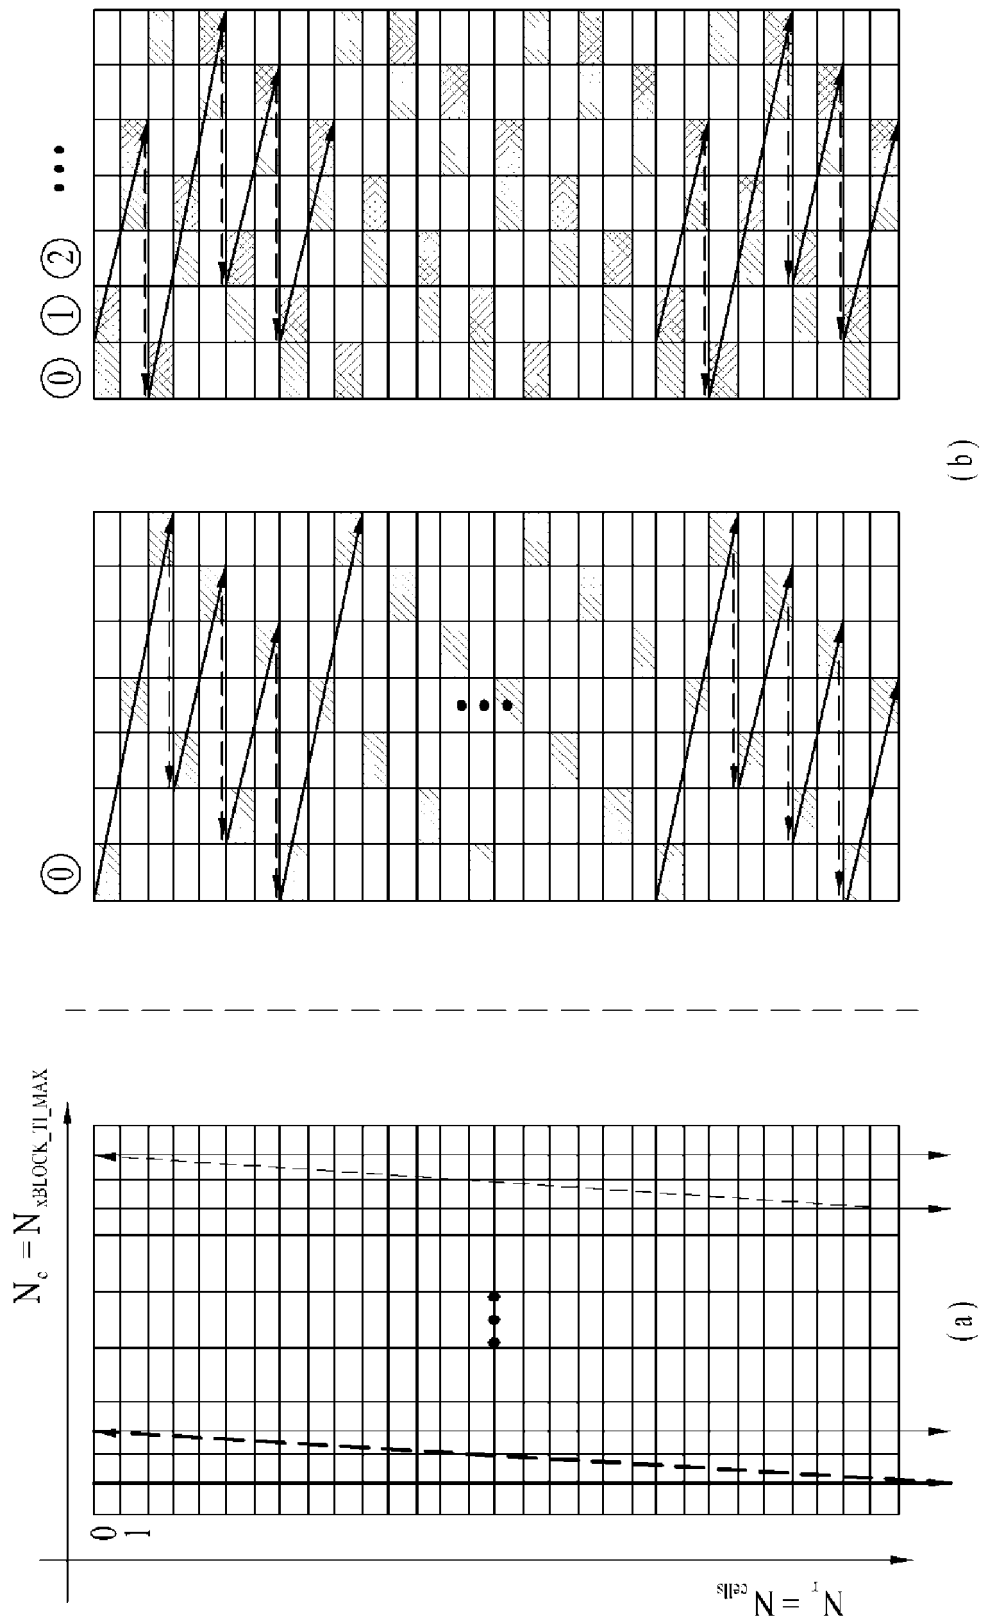 N_c = N_xBLOCK_TI_MAX
0
1
N_r = N_cells
(a)
⓪
⓪ ① ② •••
(b)